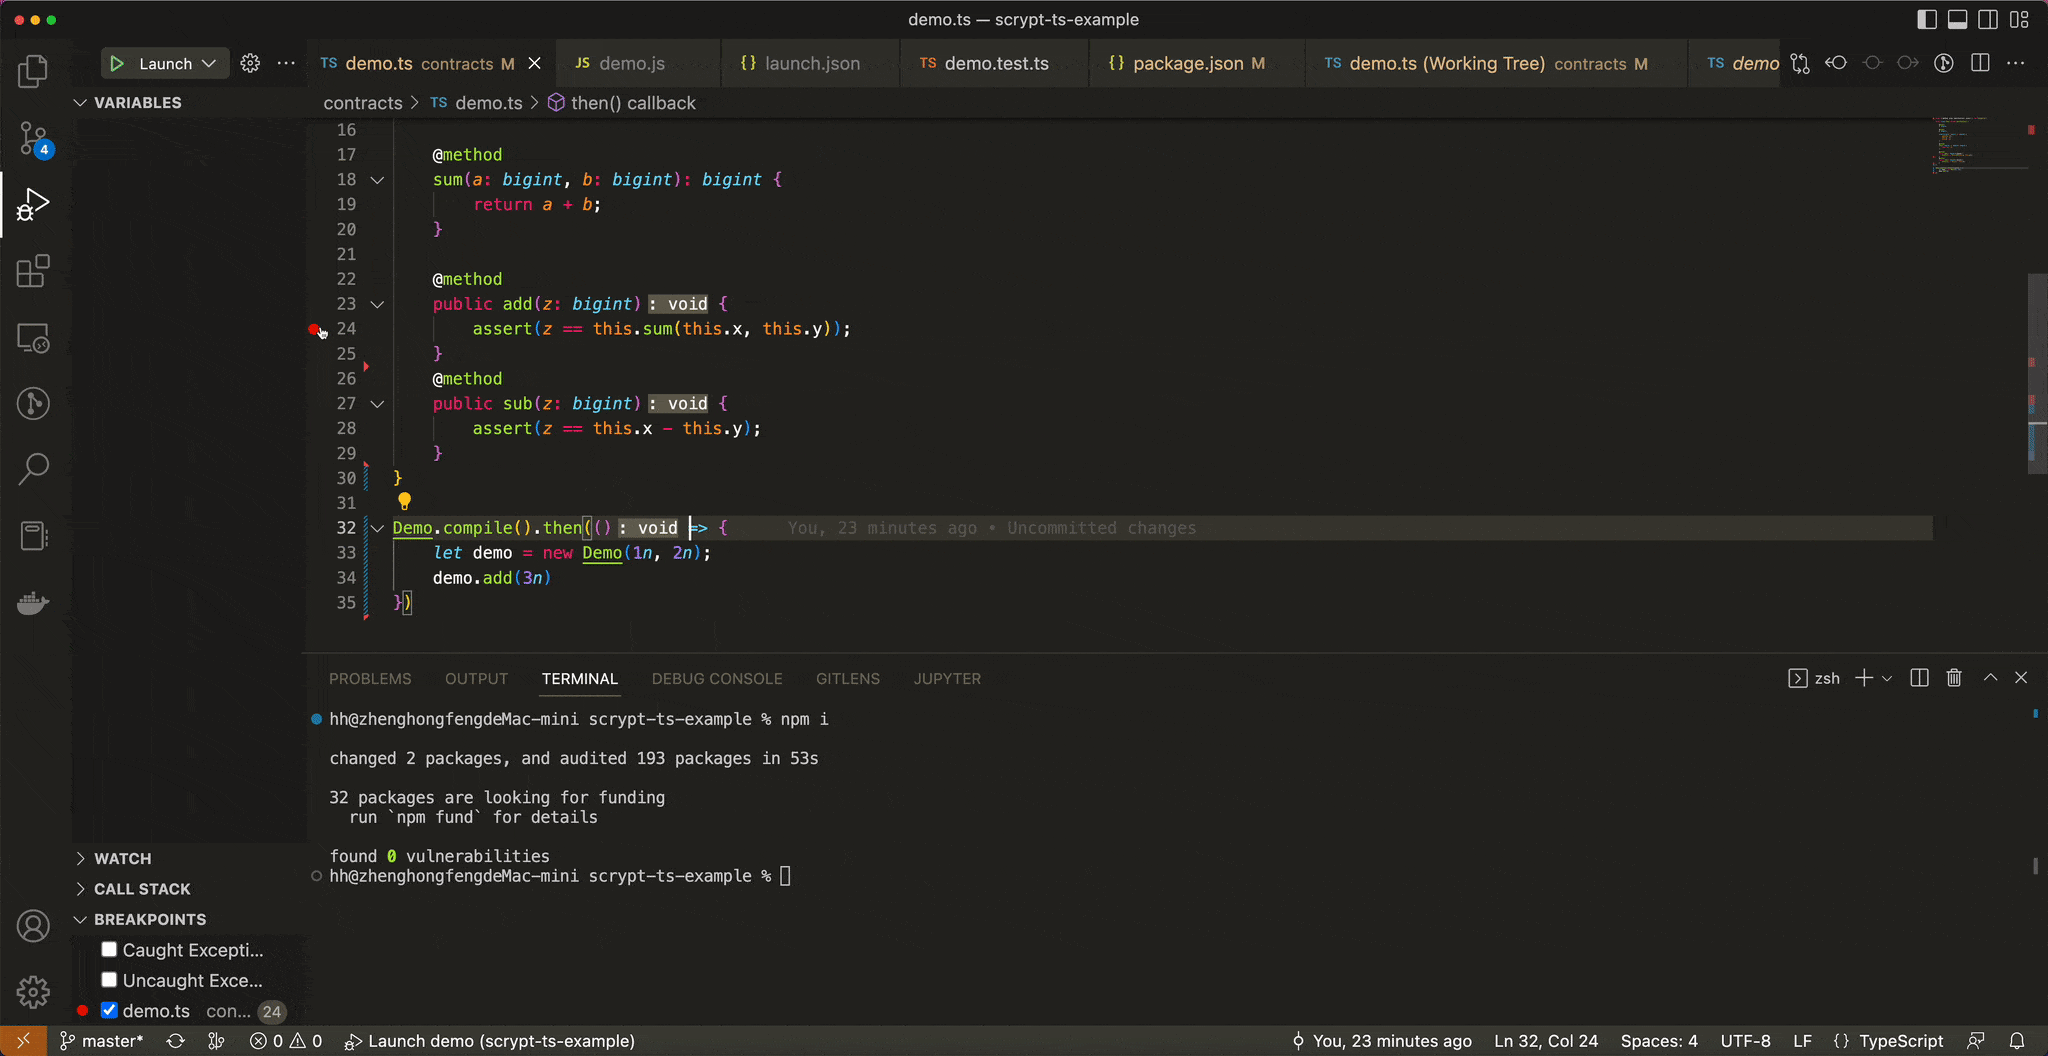 demo.ts — scrypt-ts-example
Launch
TS demo.ts contracts M
JS demo.js
{} launch.json
TS demo.test.ts
{} package.json M
TS demo.ts (Working Tree) contracts M
TS demo
VARIABLES
contracts > TS demo.ts > then() callback
4
16
17 @method
18 sum(a: bigint, b: bigint): bigint {
19 return a + b;
20 }
21
22 @method
23 public add(z: bigint) : void {
24 assert(z == this.sum(this.x, this.y));
25 }
26 @method
27 public sub(z: bigint) : void {
28 assert(z == this.x - this.y);
29 }
30 }
31
32 Demo.compile().then(() : void => { You, 23 minutes ago • Uncommitted changes
33 let demo = new Demo(1n, 2n);
34 demo.add(3n)
35 })
PROBLEMS OUTPUT TERMINAL DEBUG CONSOLE GITLENS JUPYTER
zsh
hh@zhenghongfengdeMac-mini scrypt-ts-example % npm i
changed 2 packages, and audited 193 packages in 53s
32 packages are looking for funding
run `npm fund` for details
found 0 vulnerabilities
hh@zhenghongfengdeMac-mini scrypt-ts-example %
WATCH
CALL STACK
BREAKPOINTS
Caught Excepti...
Uncaught Exce...
demo.ts con... 24
master* 0 0 Launch demo (scrypt-ts-example)
You, 23 minutes ago Ln 32, Col 24 Spaces: 4 UTF-8 LF {} TypeScript